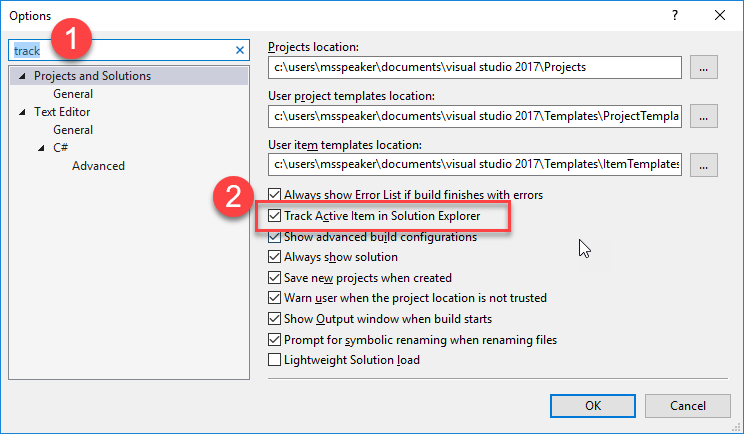 Options
? ×
1
track ×
Projects and Solutions
General
Text Editor
General
C#
Advanced
Projects location:
c:\users\msspeaker\documents\visual studio 2017\Projects
...
User project templates location:
c:\users\msspeaker\documents\visual studio 2017\Templates\ProjectTempla
...
User item templates location:
c:\users\msspeaker\documents\visual studio 2017\Templates\ItemTemplates
...
Always show Error List if build finishes with errors
2
Track Active Item in Solution Explorer
Show advanced build configurations
Always show solution
Save new projects when created
Warn user when the project location is not trusted
Show Output window when build starts
Prompt for symbolic renaming when renaming files
Lightweight Solution load
OK
Cancel